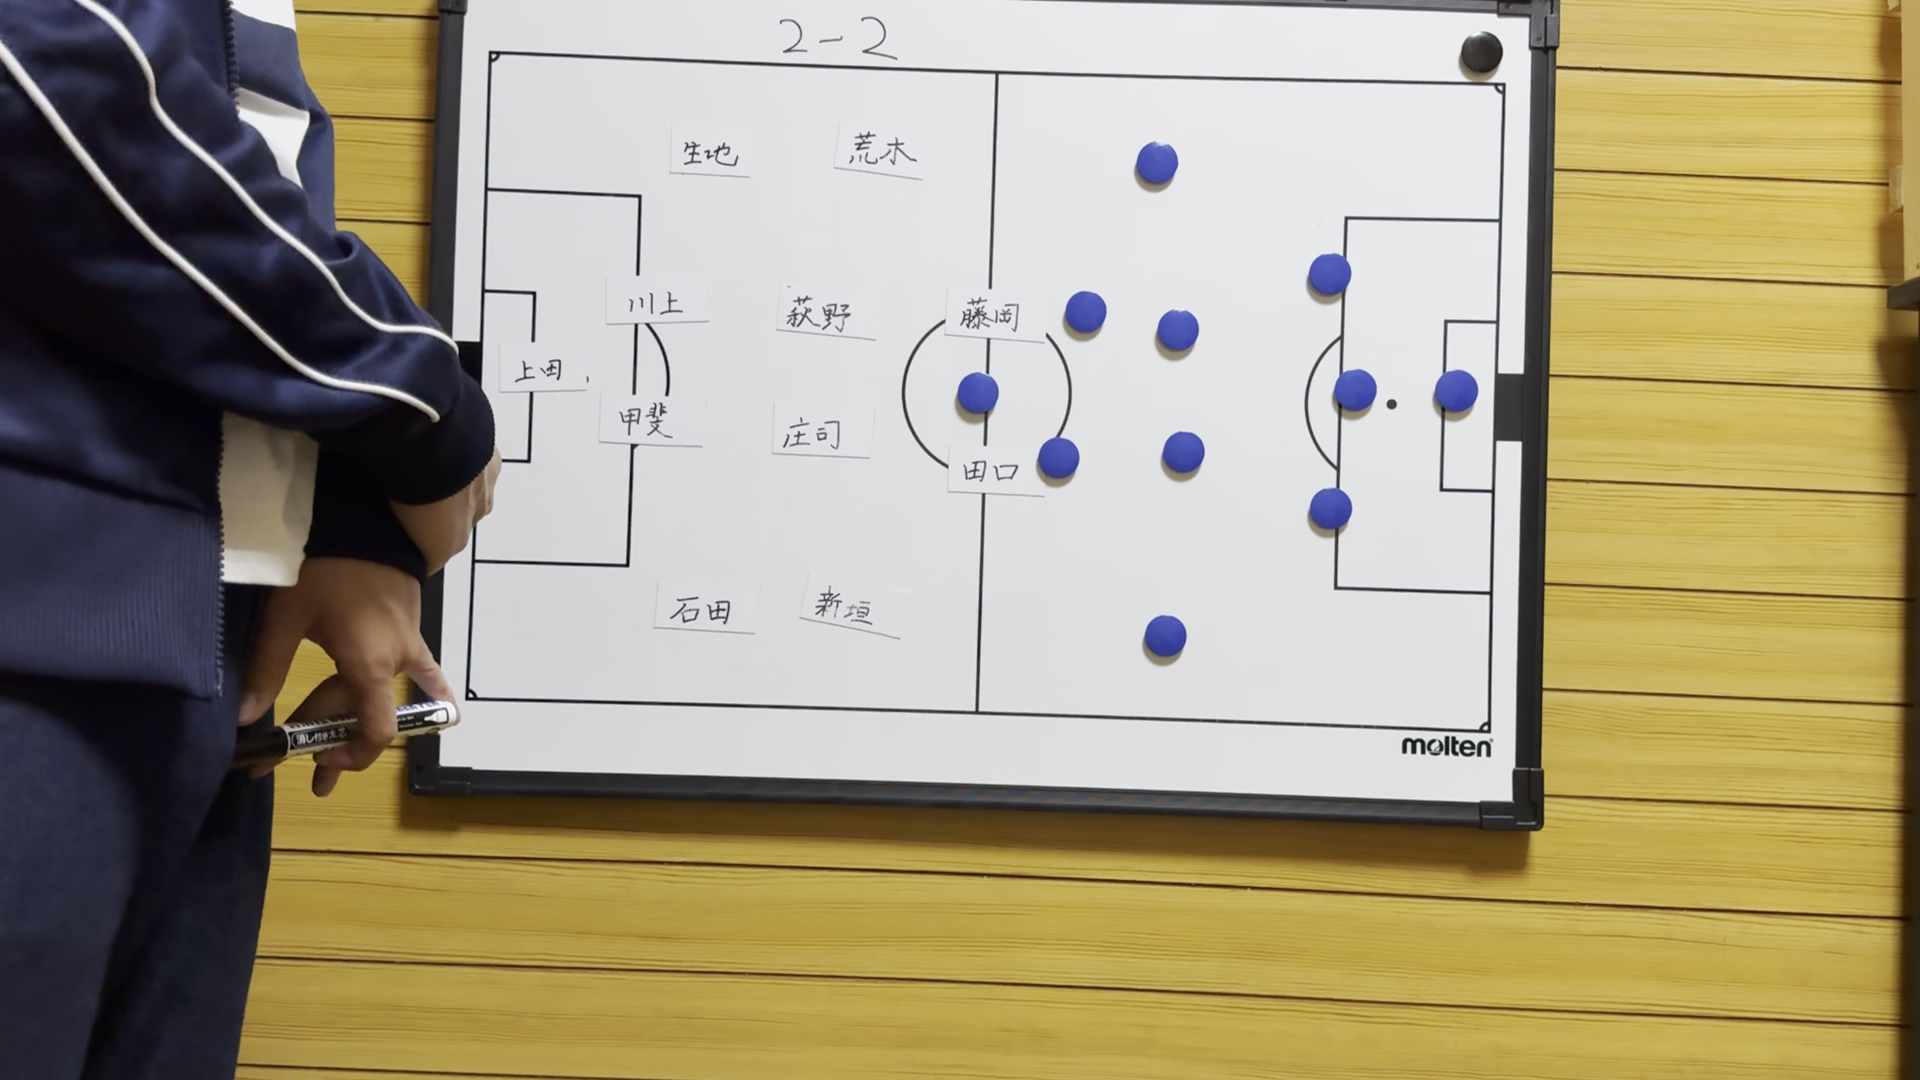 2-2
生地
荒木
川上
萩野
藤岡
上田
甲斐
庄司
田口
石田
新垣
消し付き太芯
molten